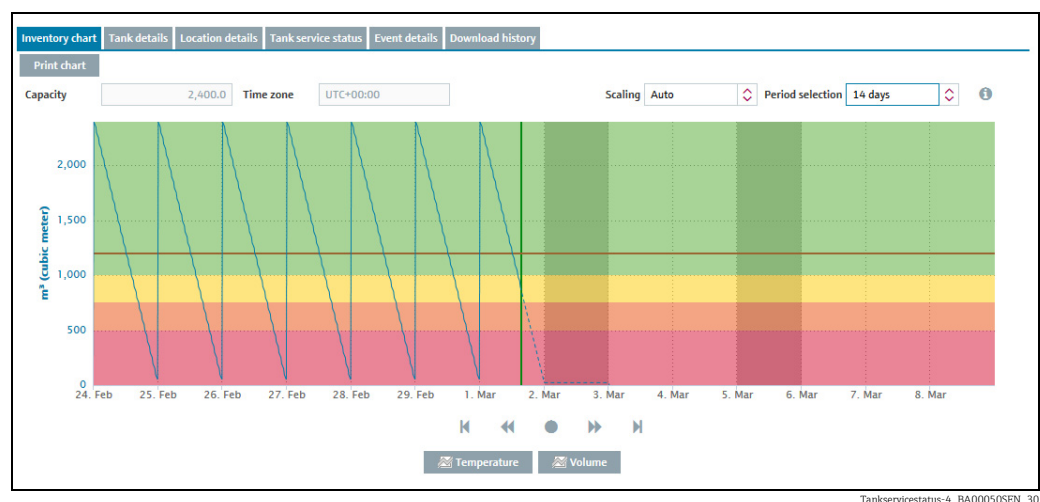 Inventory chart Tank details Location details Tank service status Event details Download history
Print chart
Capacity 2,400.0 Time zone UTC+00:00 Scaling Auto Period selection 14 days
m³ (cubic meter)
2,000
1,500
1,000
500
0
24. Feb 25. Feb 26. Feb 27. Feb 28. Feb 29. Feb 1. Mar 2. Mar 3. Mar 4. Mar 5. Mar 6. Mar 7. Mar 8. Mar
Temperature Volume
Tankservicestatus-4_BA00050SEN_30